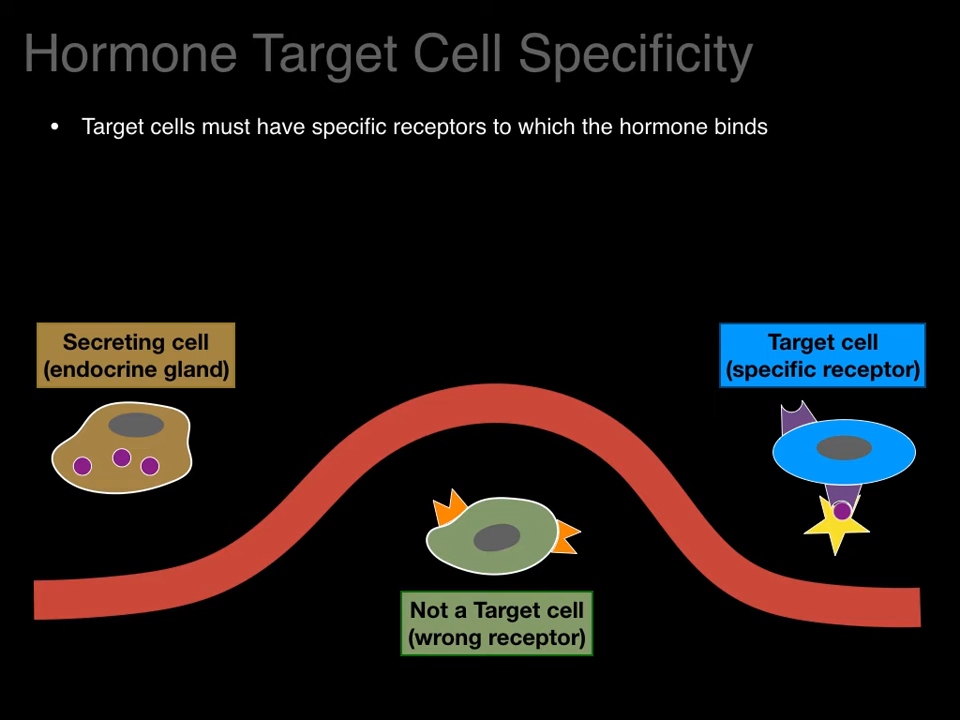 Hormone Target Cell Specificity
• Target cells must have specific receptors to which the hormone binds
Secreting cell
(endocrine gland)
Target cell
(specific receptor)
Not a Target cell
(wrong receptor)